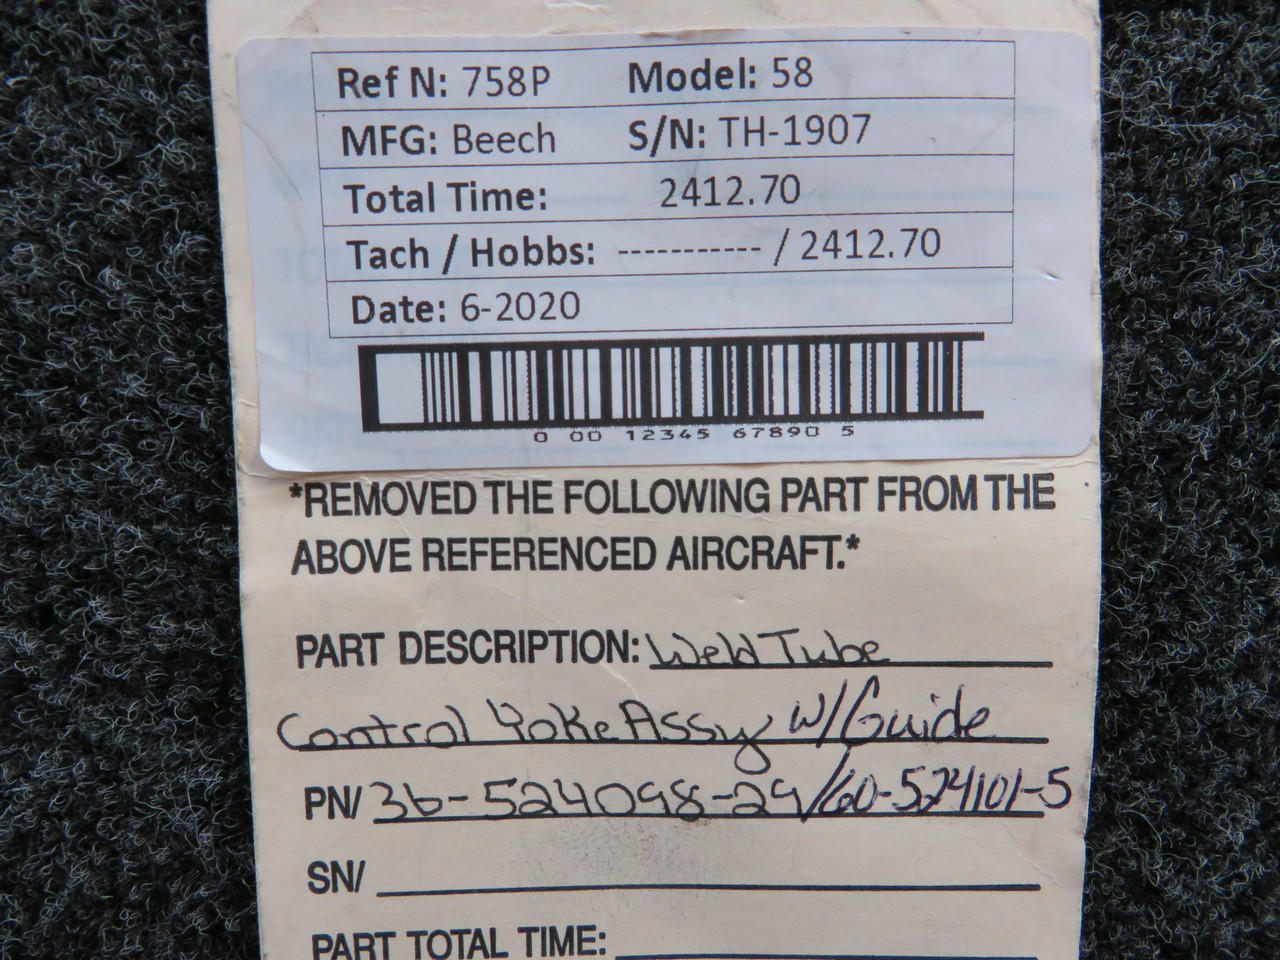 Ref N: 758P Model: 58
MFG: Beech S/N: TH-1907
Total Time: 2412.70
Tach / Hobbs: ----------- / 2412.70
Date: 6-2020
0 00 12345 67890 5
*REMOVED THE FOLLOWING PART FROM THE
ABOVE REFERENCED AIRCRAFT.*
PART DESCRIPTION: Weld Tube
Control Yoke Assy W/Guide
PN/ 36-524098-29/60-524101-5
SN/
PART TOTAL TIME: